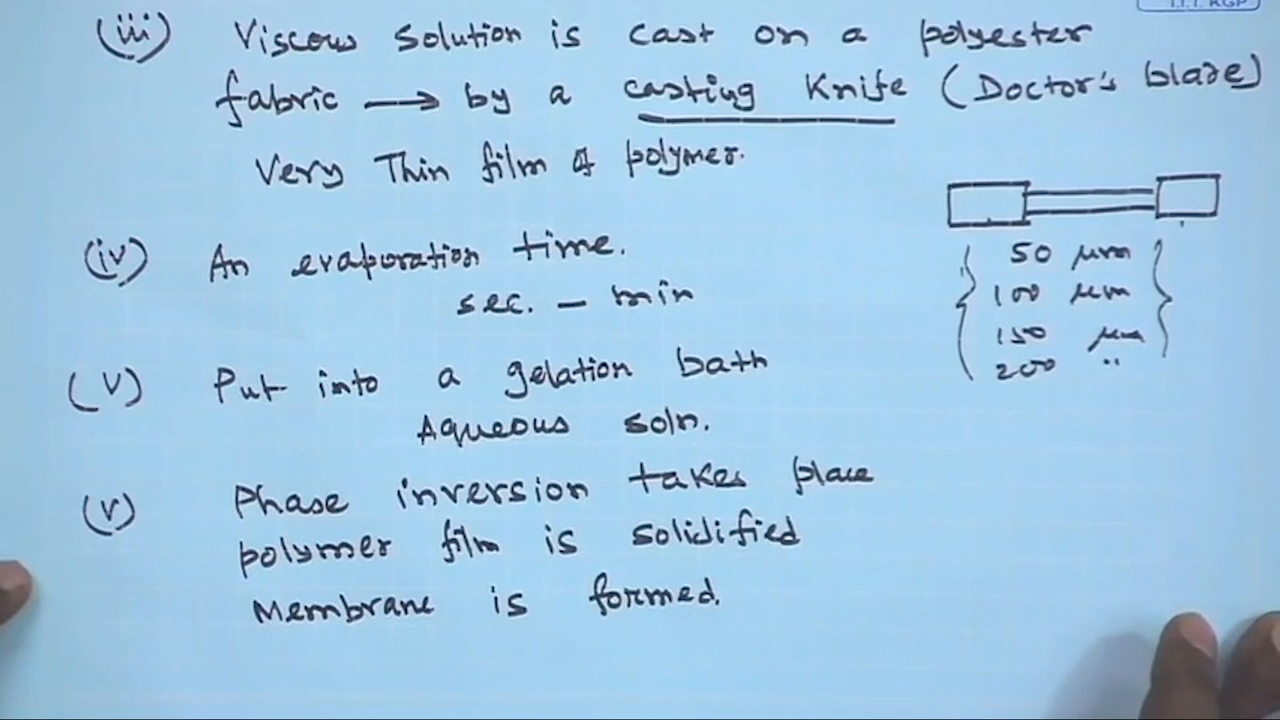 I.I.T. KGP
(iii) Viscous solution is cast on a polyester
fabric → by a casting Knife (Doctor's blade)
Very Thin film of polymer.
(iv) An evaporation time.
sec. – min
50 μm
100 μm
150 μm
200 "
(v) Put into a gelation bath
Aqueous soln.
(v) Phase inversion takes place
polymer film is solidified
Membrane is formed.